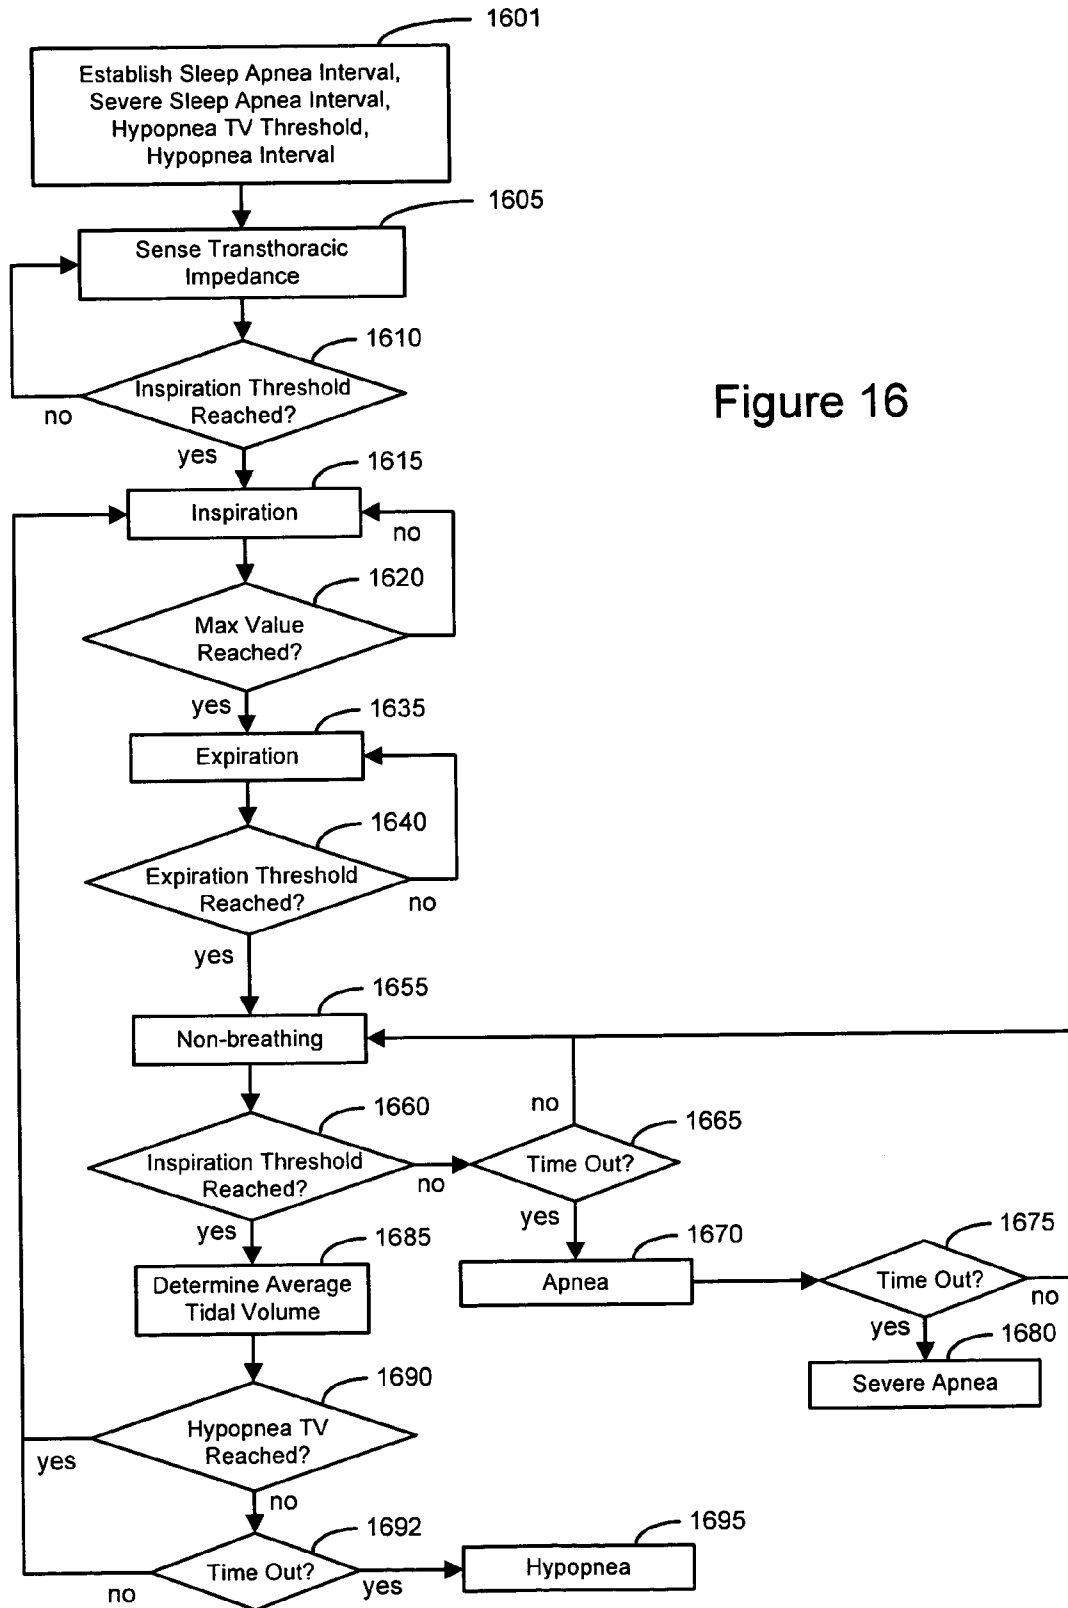 1601
Establish Sleep Apnea Interval,
Severe Sleep Apnea Interval,
Hypopnea TV Threshold,
Hypopnea Interval
1605
Sense Transthoracic
Impedance
1610
Inspiration Threshold
Reached?
no
yes
Figure 16
1615
Inspiration
no
1620
Max Value
Reached?
yes
1635
Expiration
1640
Expiration Threshold
Reached?
no
yes
1655
Non-breathing
1660
Inspiration Threshold
Reached?
no
yes
no
1665
Time Out?
yes
1670
Apnea
1675
Time Out?
no
yes
1680
Severe Apnea
1685
Determine Average
Tidal Volume
1690
Hypopnea TV
Reached?
yes
no
1692
Time Out?
no
yes
1695
Hypopnea